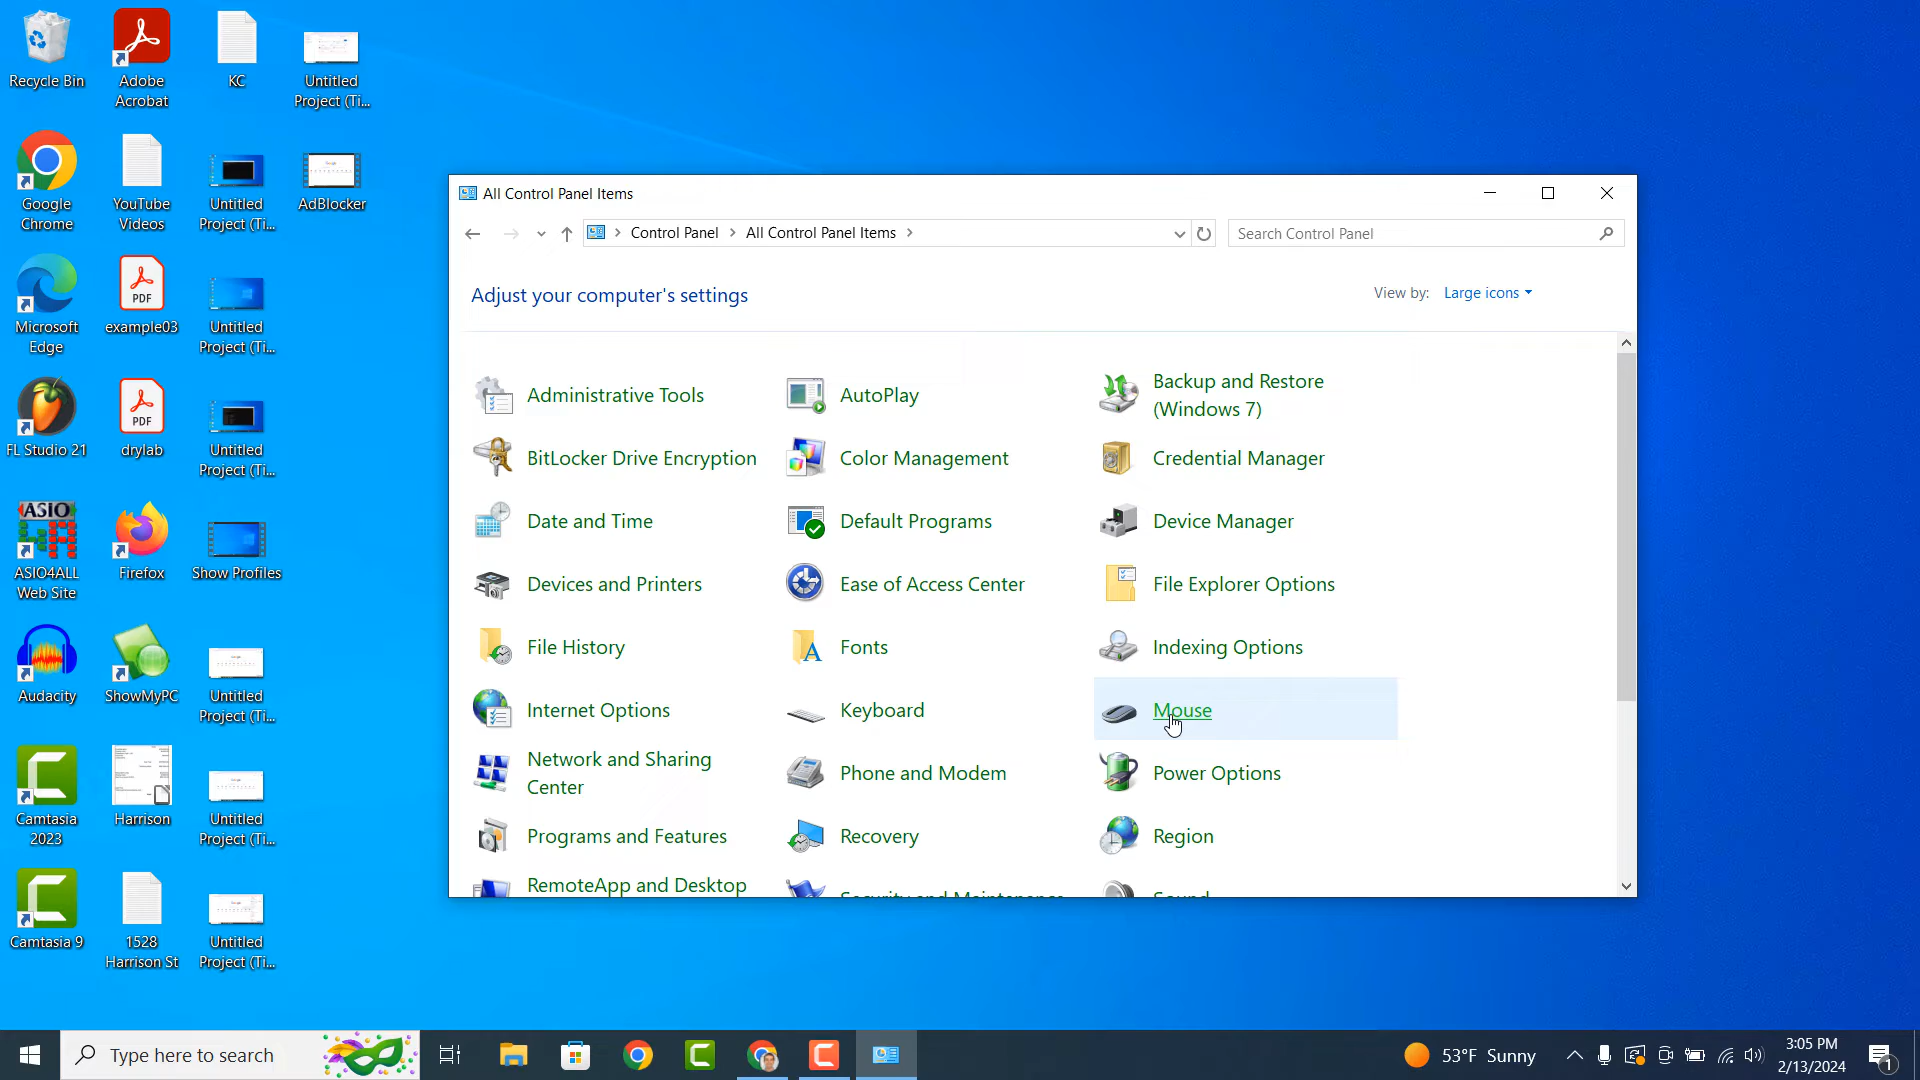 Recycle Bin
Adobe
Acrobat
KC
Untitled
Project (Ti...
Google
Chrome
YouTube
Videos
Untitled
Project (Ti...
AdBlocker
Microsoft
Edge
example03
Untitled
Project (Ti...
FL Studio 21
drylab
Untitled
Project (Ti...
ASIO4ALL
Web Site
Firefox
Show Profiles
Audacity
ShowMyPC
Untitled
Project (Ti...
Camtasia
2023
Harrison
Untitled
Project (Ti...
Camtasia 9
1528
Harrison St
Untitled
Project (Ti...
PDF
PDF
ASIO
All Control Panel Items
Control Panel
All Control Panel Items
Search Control Panel
Adjust your computer's settings
View by: Large icons
Administrative Tools
AutoPlay
Backup and Restore
(Windows 7)
BitLocker Drive Encryption
Color Management
Credential Manager
Date and Time
Default Programs
Device Manager
Devices and Printers
Ease of Access Center
File Explorer Options
File History
Fonts
Indexing Options
Internet Options
Keyboard
Mouse
Network and Sharing
Center
Phone and Modem
Power Options
Programs and Features
Recovery
Region
RemoteApp and Desktop
Security and Maintenance
Sound
Type here to search
53°F Sunny
3:05 PM
2/13/2024
1